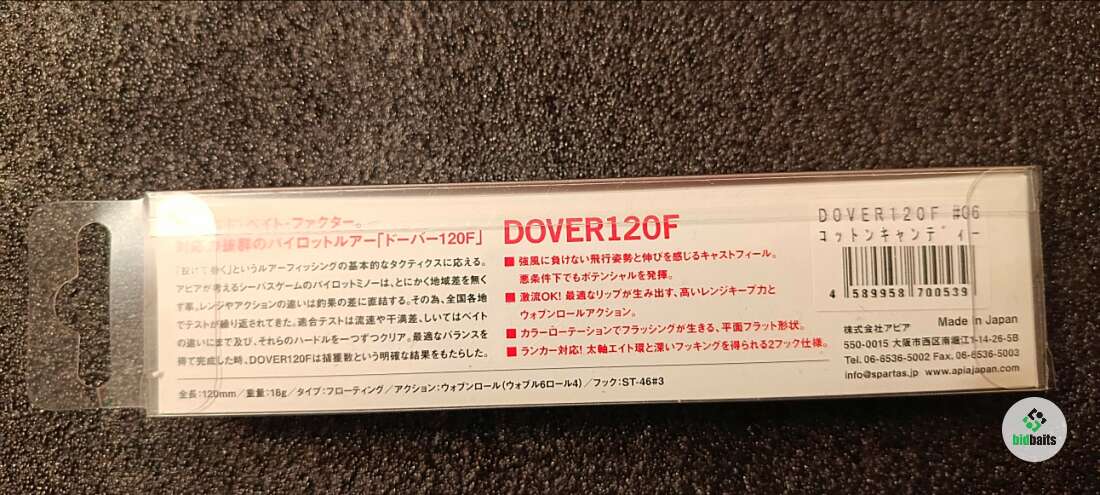 ベイト・ファクター。
抜群のパイロットルアー「ドーバー120F」
「投げて巻く」というルアーフィッシングの基本的なタクティクスに応える。
アピアが考えるシーバスゲームのパイロットミノーは、とにかく地域差を無く
す事。レンジやアクションの違いは釣果の差に直結する。その為、全国各地
でテストが繰り返されてきた。適合テストは流速や干満差、しいてはベイト
の違いにまで及び、それらのハードルを一つずつクリア。最適なバランスを
得て完成した時、DOVER120Fは捕獲数という明確な結果をもたらした。
DOVER120F
■ 強風に負けない飛行姿勢と伸びを感じるキャストフィール。
悪条件下でもポテンシャルを発揮。
■ 激流OK! 最適なリップが生み出す、高いレンジキープ力と
ウォブンロールアクション。
■ カラーローテーションでフラッシングが生きる、平面フラット形状。
■ ランカー対応! 太軸エイト環と深いフッキングを得られる2フック仕様。
全長:120mm/重量:18g/タイプ:フローティング/アクション:ウォブンロール(ウォブル6ロール4)/フック:ST-46#3
DOVER120F #06
コットンキャンディー
4 589958 700539
Made in Japan
株式会社アピア
550-0015 大阪市西区南堀江1-14-26-5B
Tel. 06-6536-5002 Fax. 06-6536-5003
info@spartas.jp www.apiajapan.com
bidbaits